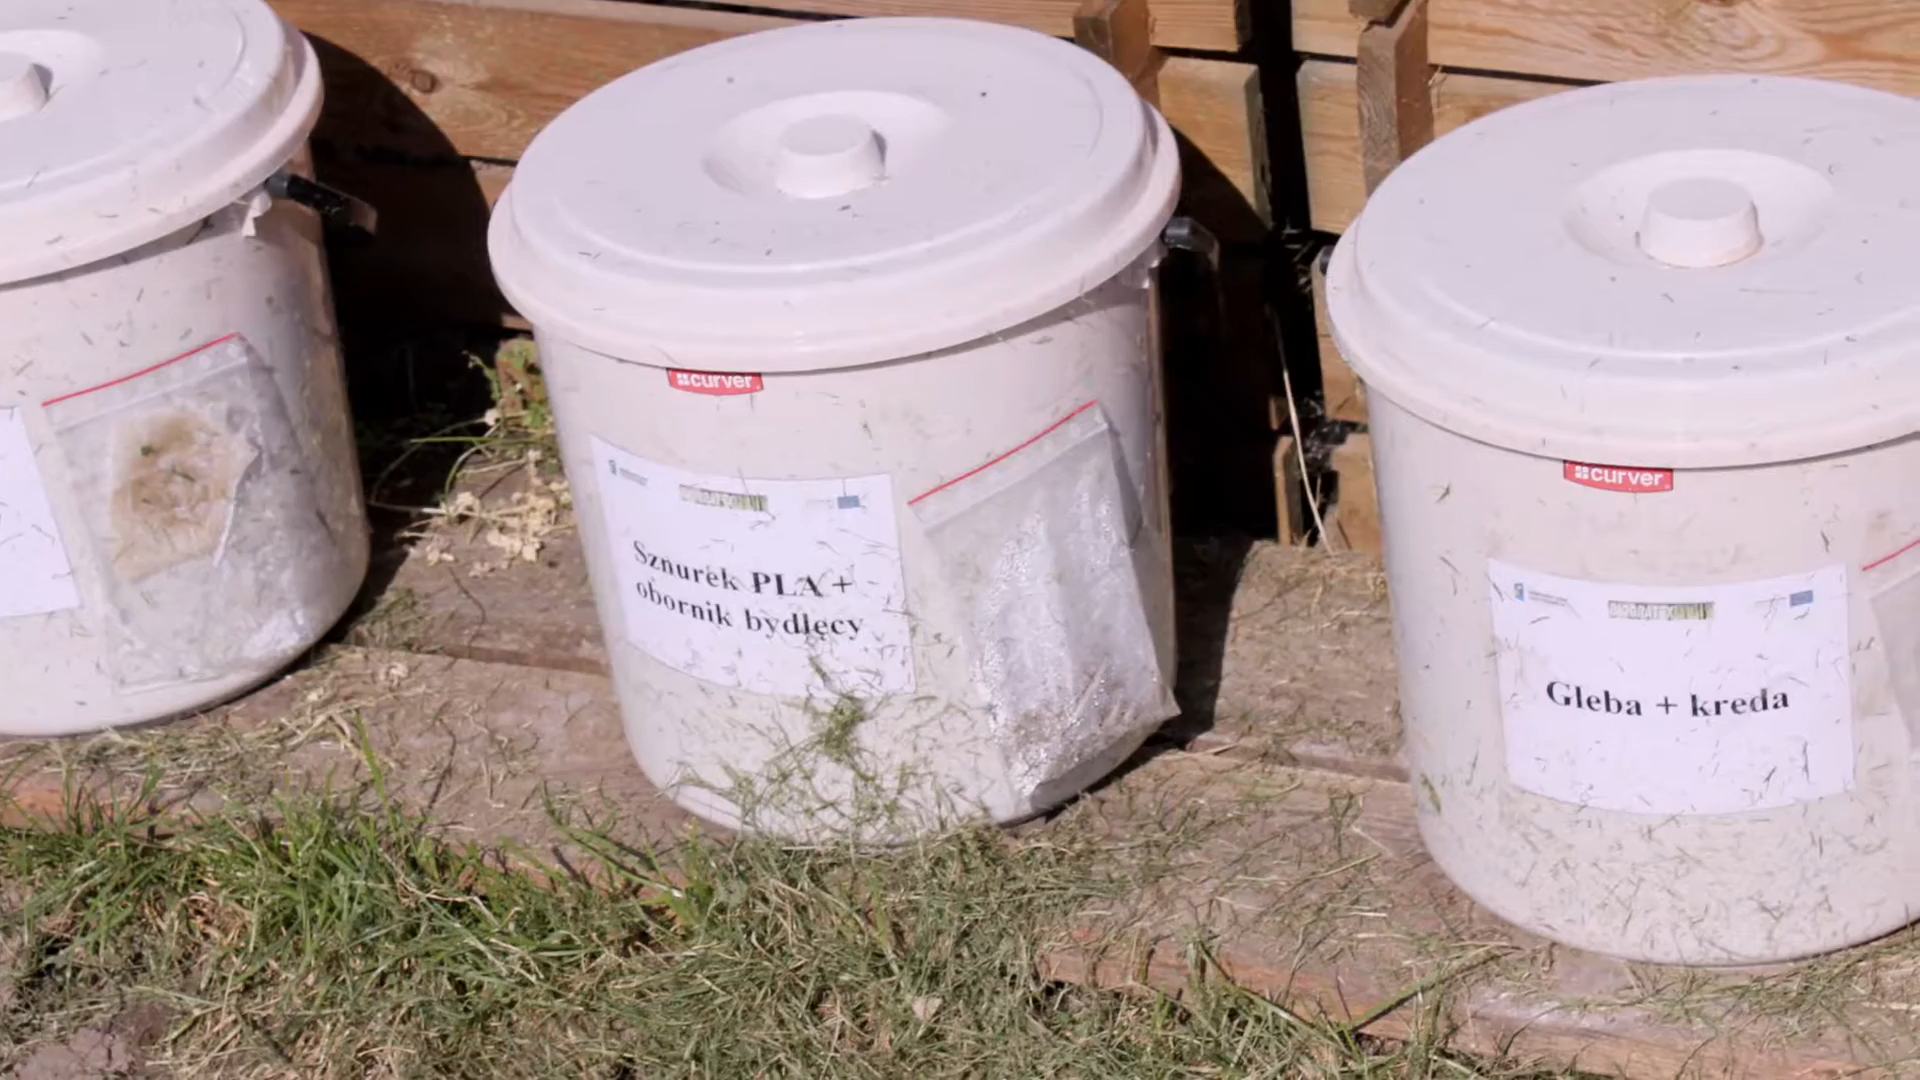 curver
Sznurek PLA +
obornik bydlęcy
curver
Gleba + kreda